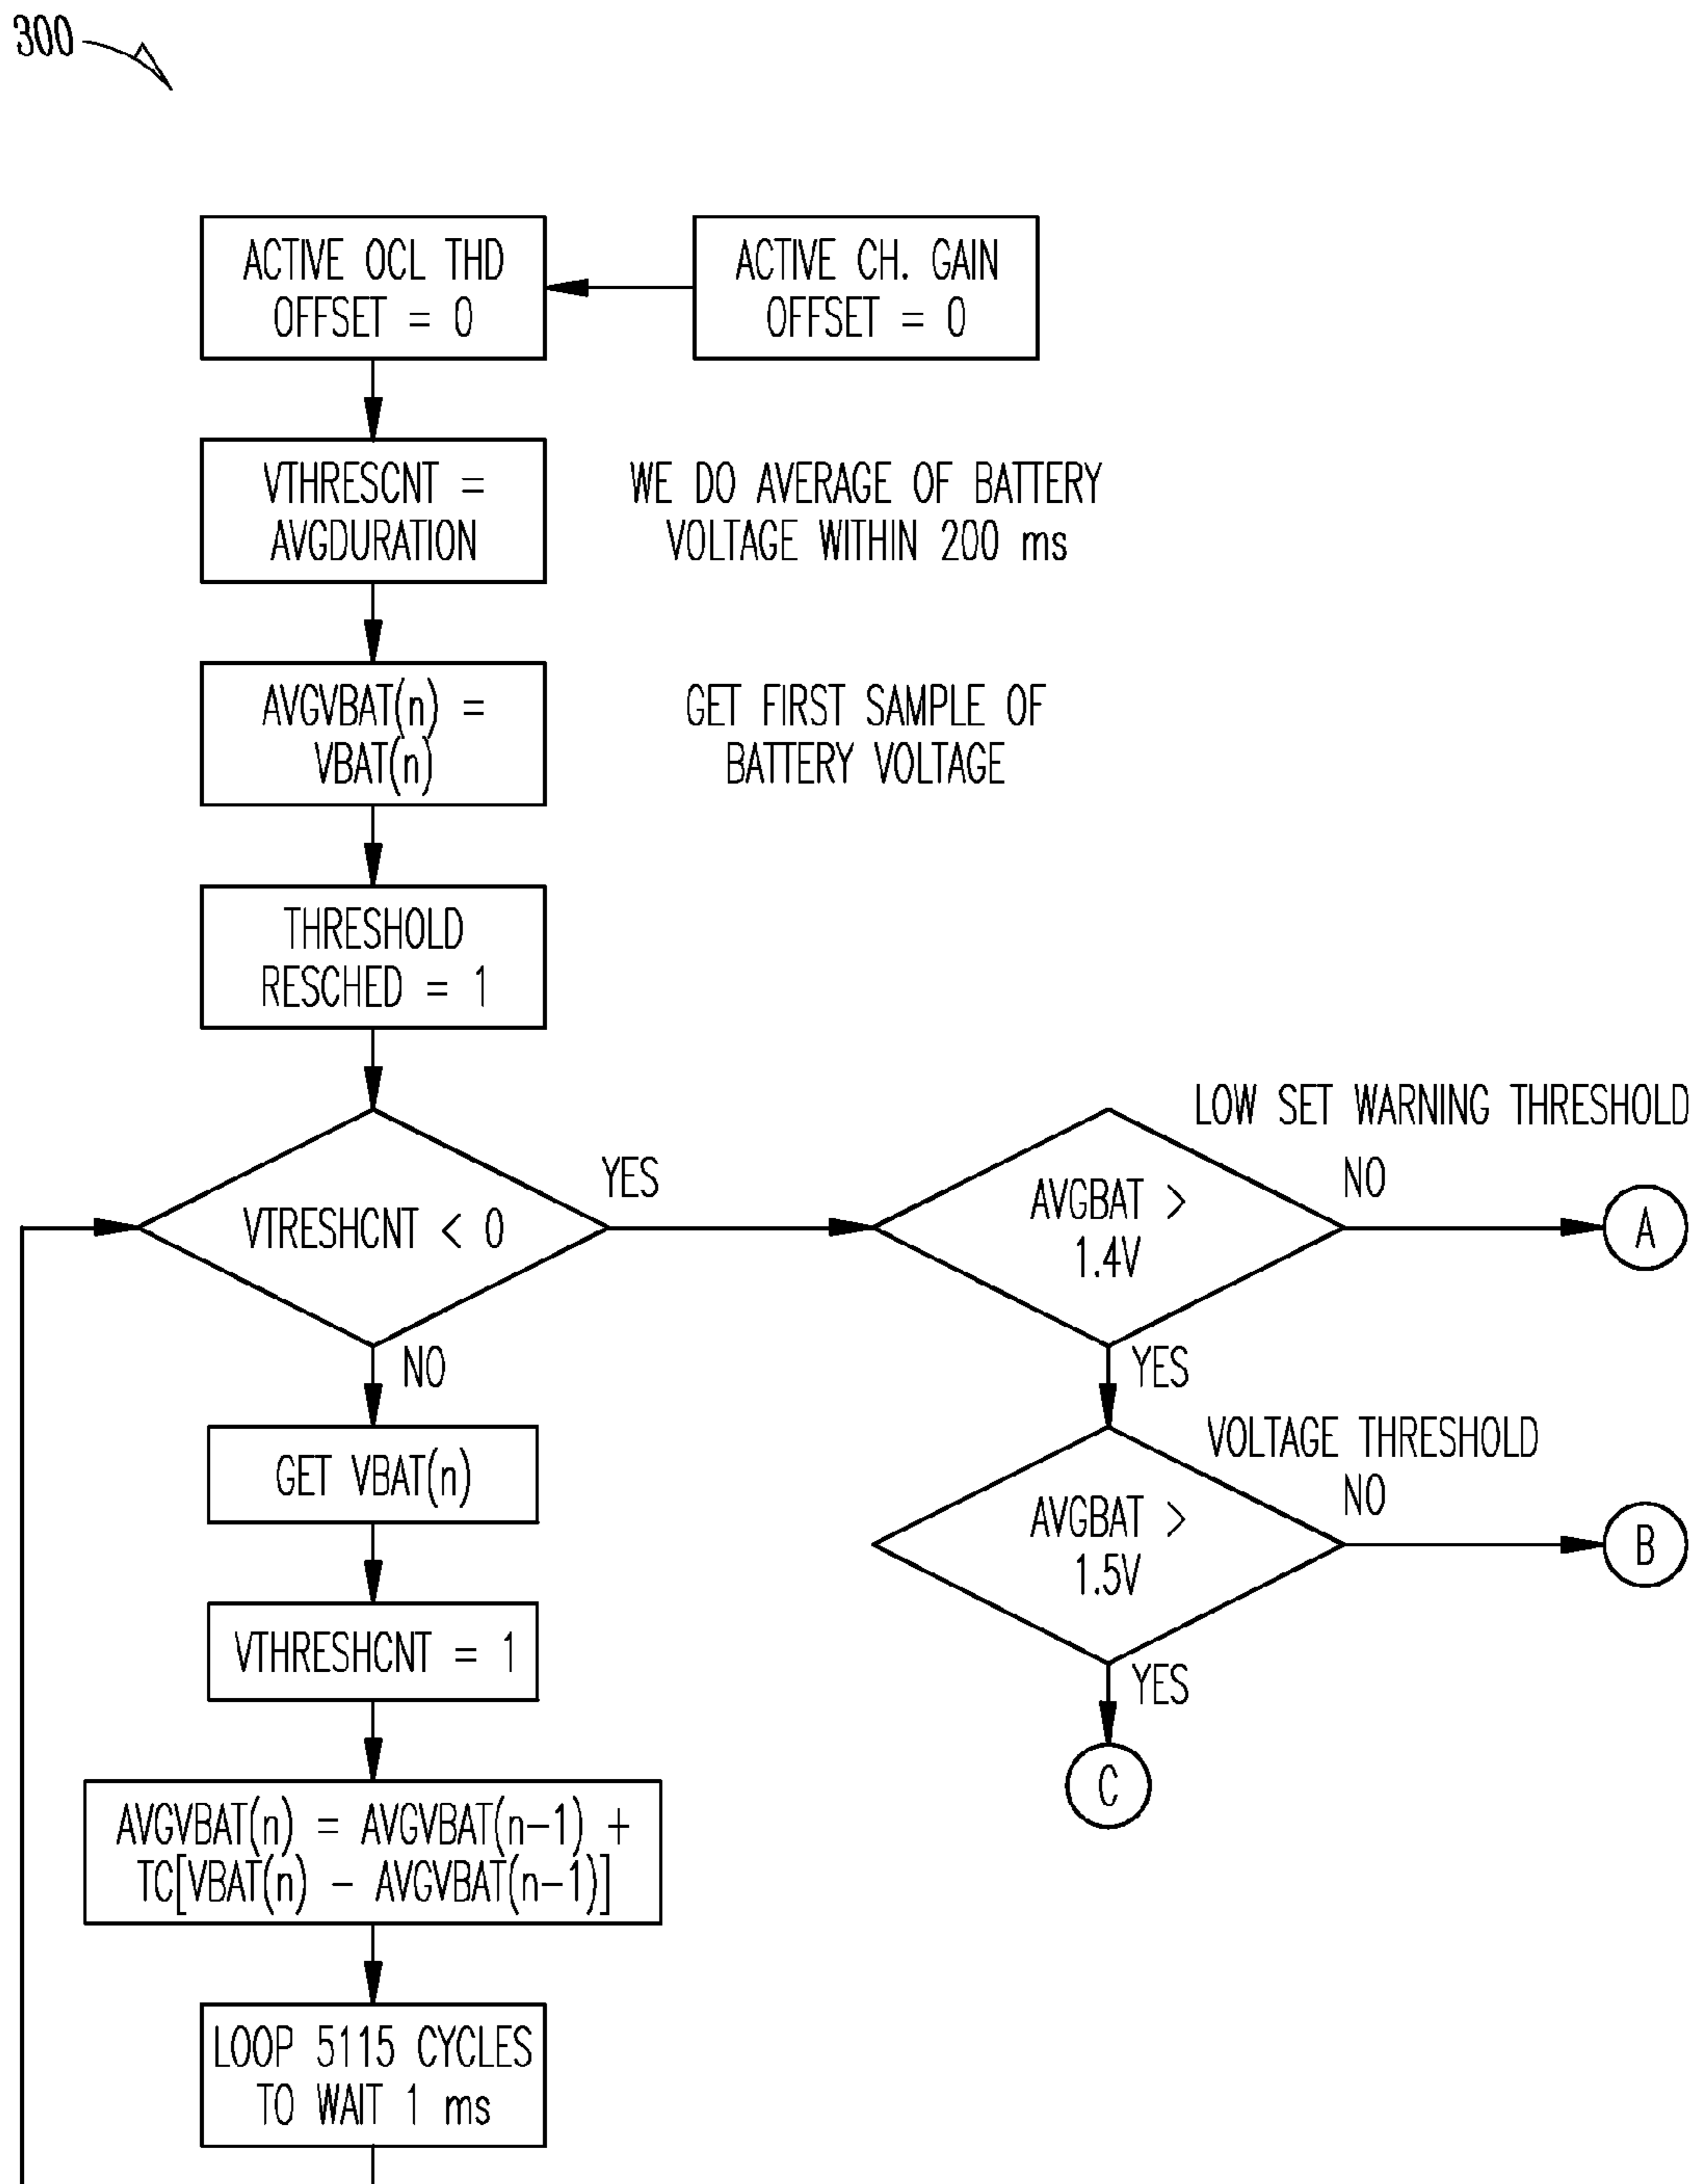 300
ACTIVE OCL THD
OFFSET = 0
ACTIVE CH. GAIN
OFFSET = 0
VTHRESCNT =
AVGDURATION
WE DO AVERAGE OF BATTERY
VOLTAGE WITHIN 200 ms
AVGVBAT(n) =
VBAT(n)
GET FIRST SAMPLE OF
BATTERY VOLTAGE
THRESHOLD
RESCHED = 1
VTRESHCNT < 0
YES
NO
LOW SET WARNING THRESHOLD
AVGBAT >
1.4V
NO
A
YES
VOLTAGE THRESHOLD
AVGBAT >
1.5V
NO
B
YES
C
GET VBAT(n)
VTHRESHCNT = 1
AVGVBAT(n) = AVGVBAT(n-1) +
TC[VBAT(n) - AVGVBAT(n-1)]
LOOP 5115 CYCLES
TO WAIT 1 ms